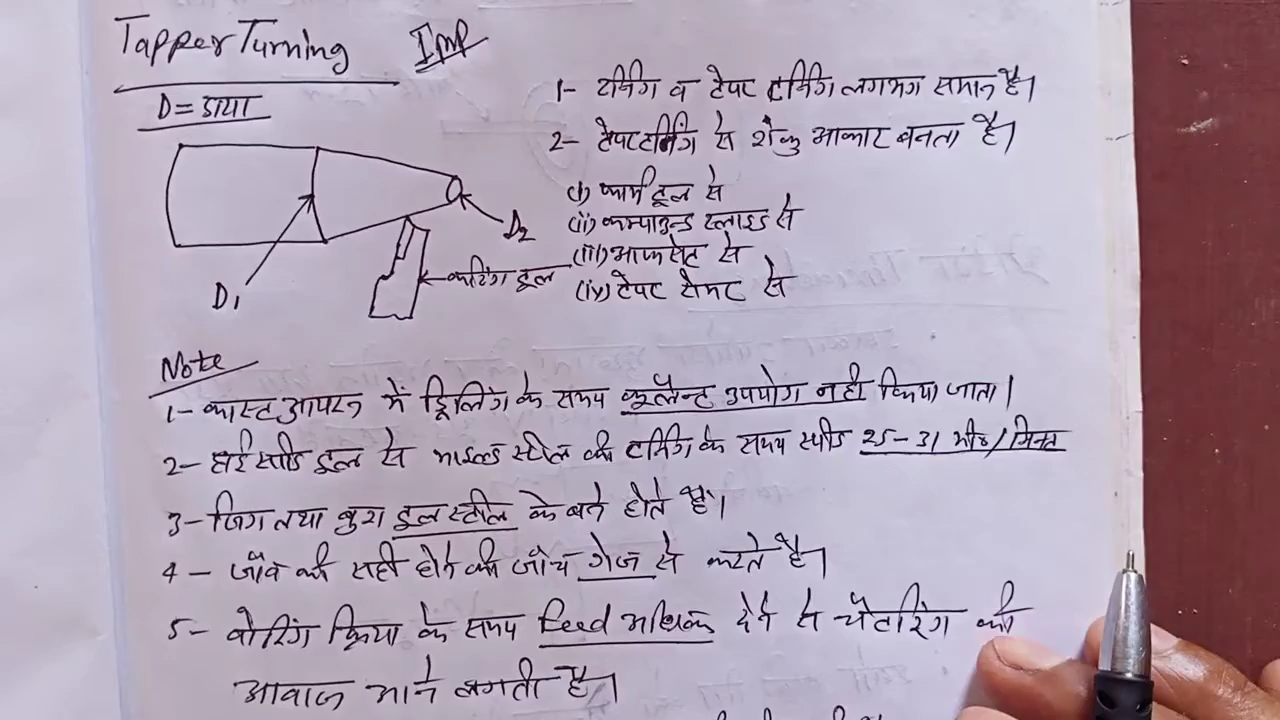 Tapper Turning Imp
D = डाया
1- टर्निंग व टेपर टर्निंग लगभग समान है।
2- टेपर टर्निंग से शंकु आकार बनता है।
(i) फार्म टूल से
(ii) कम्पाउन्ड स्लाइड से
(iii) आफसेट से
(iv) टेपर सेमट से
D1
D2
कटिंग टूल
Note
1- कास्ट आयरन में ड्रिलिंग के समय कूलैन्ट उपयोग नही किया जाता।
2- हाई स्पीड टूल से माइल्ड स्टील की टर्निंग के समय स्पीड 25-31 मी०/मिनट
3- जिग तथा बुश टूल स्टील के बने होते है।
4- जॉब की सही होने की जाँच गेज से करते है।
5- बोरिंग क्रिया के समय feed अधिक देने से चैटरिंग की
आवाज आने लगती है।